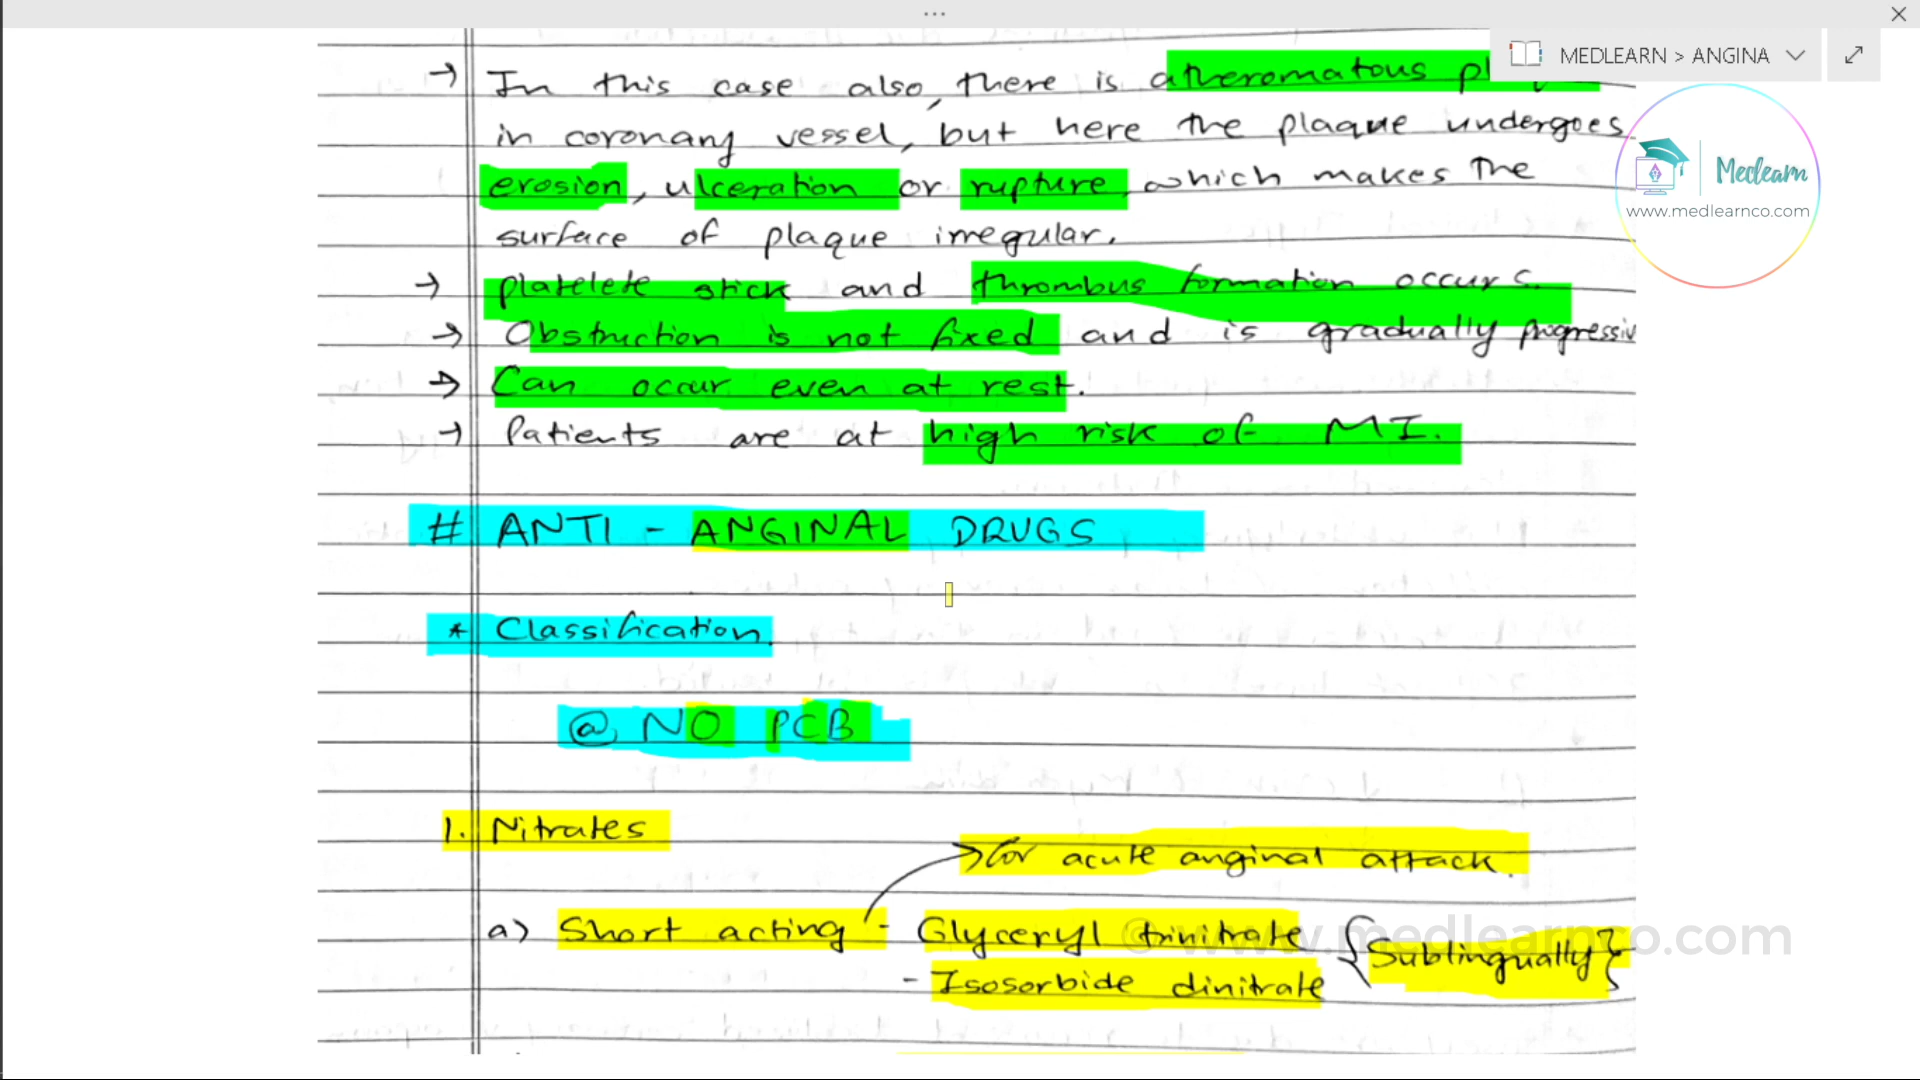 MEDLEARN > ANGINA
→ In this case also, there is atheromatous
in coronary vessel, but here the plaque undergoes
erosion, ulceration or rupture, which makes the
surface of plaque irregular.
→ platelete stick and thrombus formation occurs.
→ Obstruction is not fixed and is gradually progressiv
→ Can occur even at rest.
→ Patients are at high risk of MI.
Medlearn
www.medlearnco.com
# ANTI - ANGINAL DRUGS
* Classification.
@ NO PCB
1. Nitrates
→ for acute anginal attack.
a) Short acting - Glyceryl trinitrate {Sublingually}
- Isosorbide dinitrate
© www.medlearnco.com